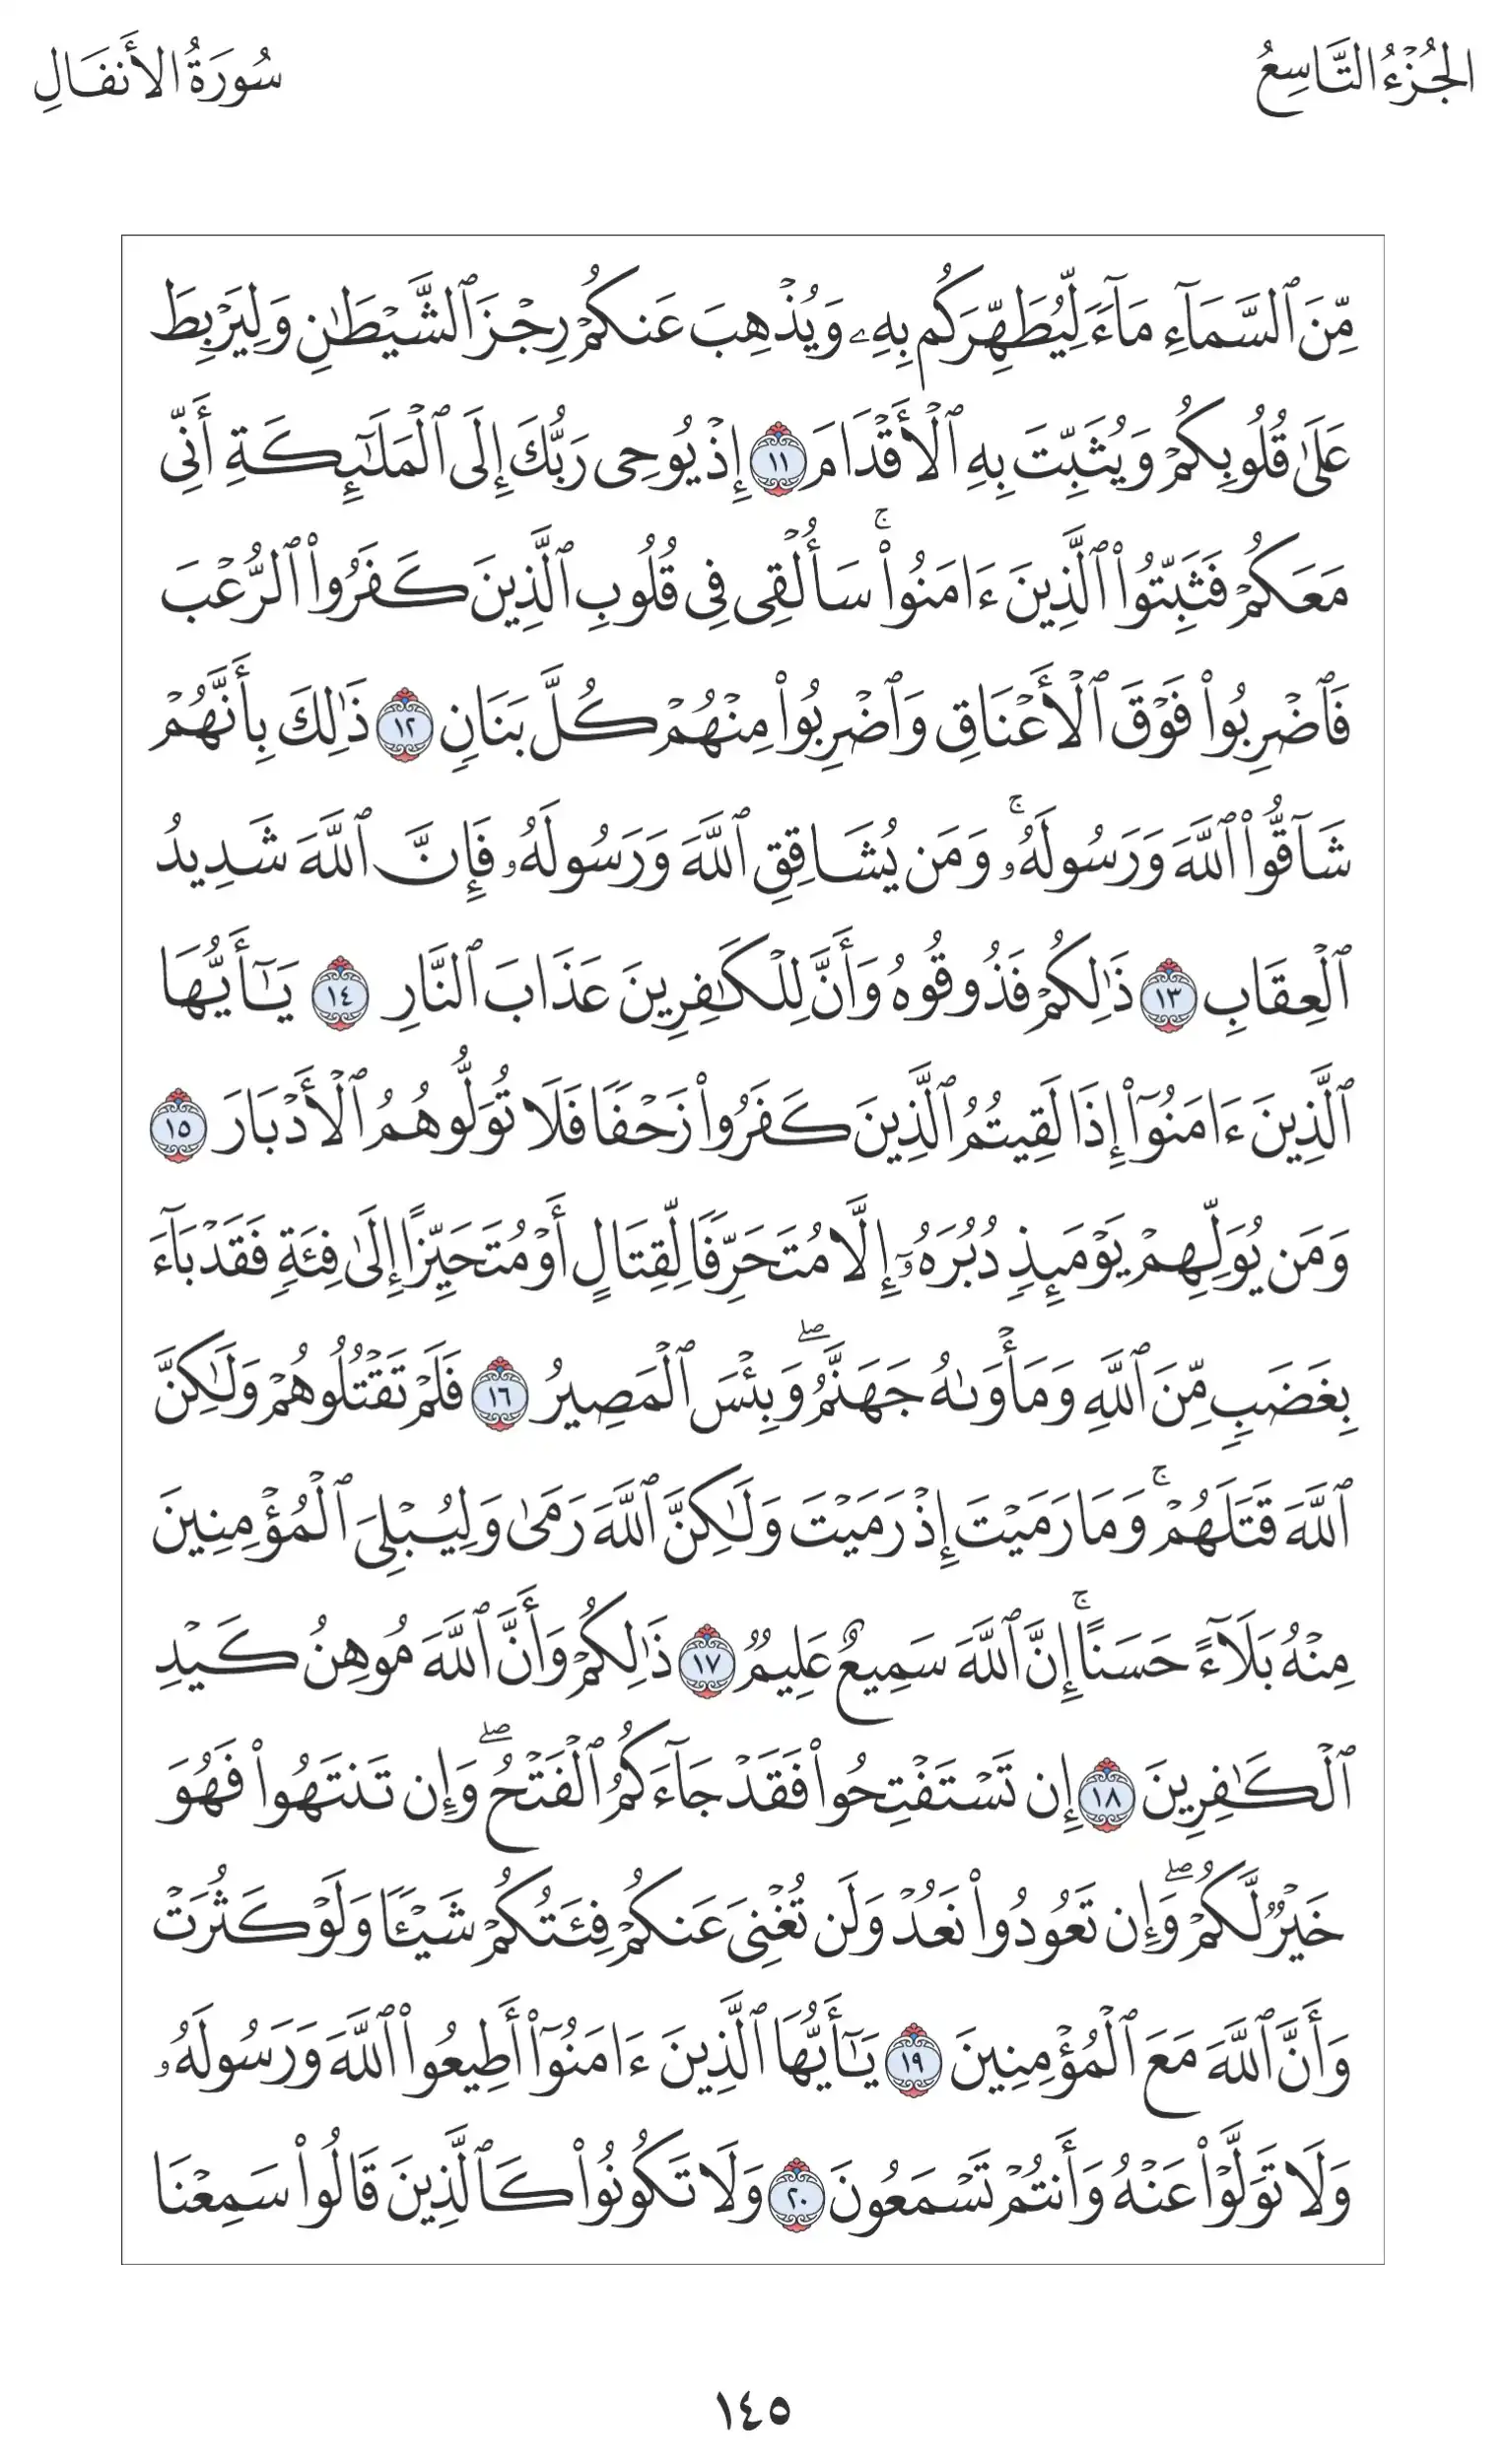 الجُزْءُ التَّاسِعُ
سُورَةُ الأَنفَالِ
مِّنَ ٱلسَّمَآءِ مَآءٗ لِّيُطَهِّرَكُم بِهِۦ وَيُذۡهِبَ عَنكُمۡ رِجۡزَ ٱلشَّيۡطَٰنِ وَلِيَرۡبِطَ
عَلَىٰ قُلُوبِكُمۡ وَيُثَبِّتَ بِهِ ٱلۡأَقۡدَامَ ١١ إِذۡ يُوحِي رَبُّكَ إِلَى ٱلۡمَلَٰٓئِكَةِ أَنِّي
مَعَكُمۡ فَثَبِّتُواْ ٱلَّذِينَ ءَامَنُواْۚ سَأُلۡقِي فِي قُلُوبِ ٱلَّذِينَ كَفَرُواْ ٱلرُّعۡبَ
فَٱضۡرِبُواْ فَوۡقَ ٱلۡأَعۡنَاقِ وَٱضۡرِبُواْ مِنۡهُمۡ كُلَّ بَنَانٖ ١٢ ذَٰلِكَ بِأَنَّهُمۡ
شَآقُّواْ ٱللَّهَ وَرَسُولَهُۥۚ وَمَن يُشَاقِقِ ٱللَّهَ وَرَسُولَهُۥ فَإِنَّ ٱللَّهَ شَدِيدُ
ٱلۡعِقَابِ ١٣ ذَٰلِكُمۡ فَذُوقُوهُ وَأَنَّ لِلۡكَٰفِرِينَ عَذَابَ ٱلنَّارِ ١٤ يَٰٓأَيُّهَا
ٱلَّذِينَ ءَامَنُوٓاْ إِذَا لَقِيتُمُ ٱلَّذِينَ كَفَرُواْ زَحۡفٗا فَلَا تُوَلُّوهُمُ ٱلۡأَدۡبَارَ ١٥
وَمَن يُوَلِّهِمۡ يَوۡمَئِذٖ دُبُرَهُۥٓ إِلَّا مُتَحَرِّفٗا لِّقِتَالٍ أَوۡ مُتَحَيِّزًا إِلَىٰ فِئَةٖ فَقَدۡ بَآءَ
بِغَضَبٖ مِّنَ ٱللَّهِ وَمَأۡوَىٰهُ جَهَنَّمُۖ وَبِئۡسَ ٱلۡمَصِيرُ ١٦ فَلَمۡ تَقۡتُلُوهُمۡ وَلَٰكِنَّ
ٱللَّهَ قَتَلَهُمۡۚ وَمَا رَمَيۡتَ إِذۡ رَمَيۡتَ وَلَٰكِنَّ ٱللَّهَ رَمَىٰ وَلِيُبۡلِيَ ٱلۡمُؤۡمِنِينَ
مِنۡهُ بَلَآءً حَسَنًاۚ إِنَّ ٱللَّهَ سَمِيعٌ عَلِيمٞ ١٧ ذَٰلِكُمۡ وَأَنَّ ٱللَّهَ مُوهِنُ كَيۡدِ
ٱلۡكَٰفِرِينَ ١٨ إِن تَسۡتَفۡتِحُواْ فَقَدۡ جَآءَكُمُ ٱلۡفَتۡحُۖ وَإِن تَنتَهُواْ فَهُوَ
خَيۡرٞ لَّكُمۡۖ وَإِن تَعُودُواْ نَعُدۡ وَلَن تُغۡنِيَ عَنكُمۡ فِئَتُكُمۡ شَيۡـٔٗا وَلَوۡ كَثُرَتۡ
وَأَنَّ ٱللَّهَ مَعَ ٱلۡمُؤۡمِنِينَ ١٩ يَٰٓأَيُّهَا ٱلَّذِينَ ءَامَنُوٓاْ أَطِيعُواْ ٱللَّهَ وَرَسُولَهُۥ
وَلَا تَوَلَّوۡاْ عَنۡهُ وَأَنتُمۡ تَسۡمَعُونَ ٢٠ وَلَا تَكُونُواْ كَٱلَّذِينَ قَالُواْ سَمِعۡنَا
١٤٥